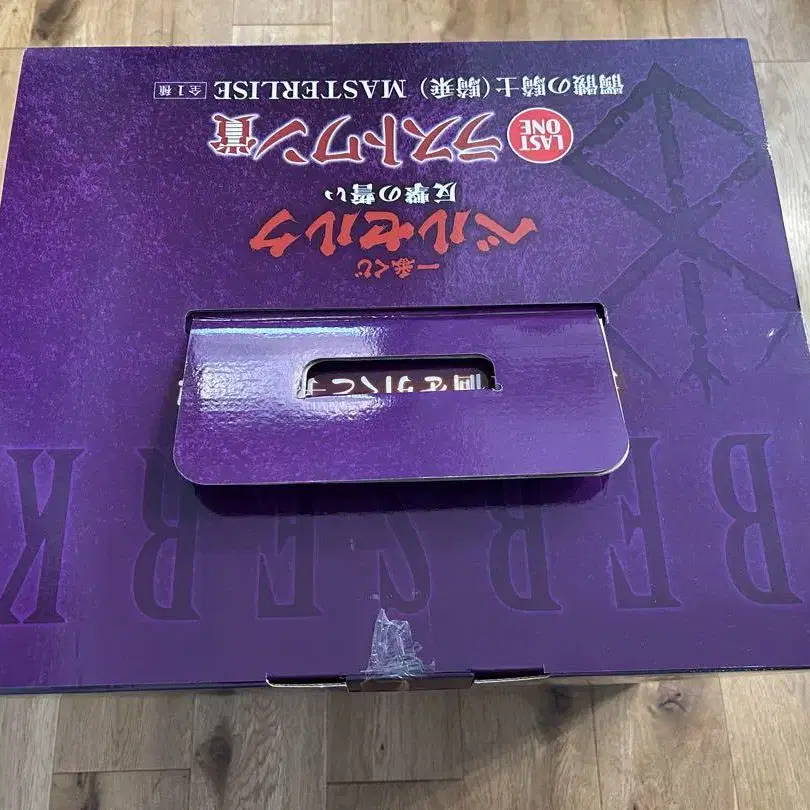 BERSERK
一番くじ
ベルセルク
反撃の誓い
LAST ONE ラストワン賞
髑髏の騎士(騎乗) MASTERLISE 全1種